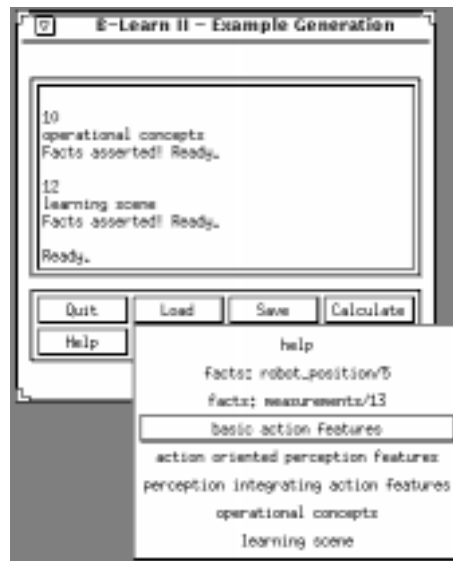 E-Learn II - Example Generation
10
operational concepts
Facts asserted! Ready.
12
learning scene
Facts asserted! Ready.
Ready.
Quit Load Save Calculate
Help
help
facts: robot_position/5
facts: measurements/13
basic action features
action oriented perception features
perception integrating action features
operational concepts
learning scene